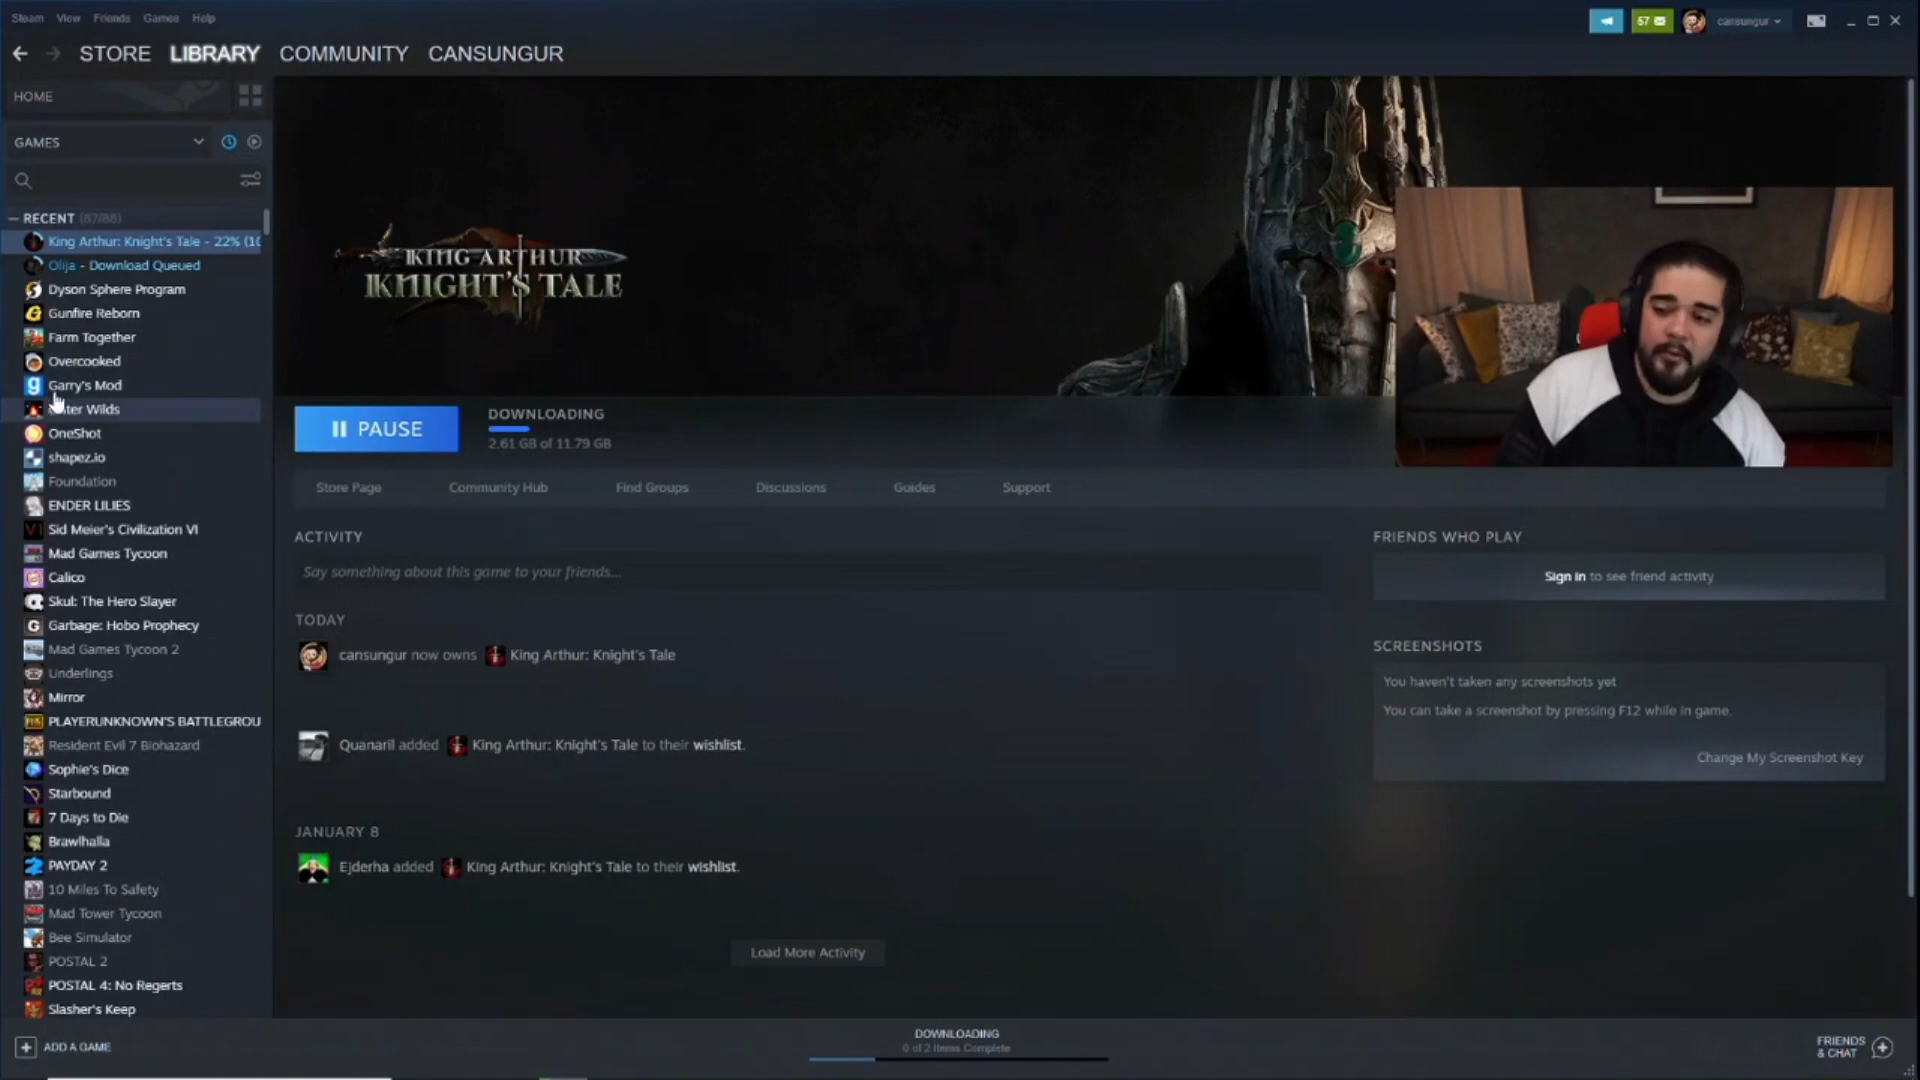 Steam View Friends Games Help
57
cansungur
STORE LIBRARY COMMUNITY CANSUNGUR
HOME
GAMES
RECENT (87/88)
King Arthur: Knight's Tale - 22% (10
Olija - Download Queued
Dyson Sphere Program
Gunfire Reborn
Farm Together
Overcooked
Garry's Mod
Wilds
OneShot
shapez.io
Foundation
ENDER LILIES
Sid Meier's Civilization VI
Mad Games Tycoon
Calico
Skul: The Hero Slayer
Garbage: Hobo Prophecy
Mad Games Tycoon 2
Underlings
Mirror
PLAYERUNKNOWN'S BATTLEGROU
Resident Evil 7 Biohazard
Sophie's Dice
Starbound
7 Days to Die
Brawlhalla
PAYDAY 2
10 Miles To Safety
Mad Tower Tycoon
Bee Simulator
POSTAL 2
POSTAL 4: No Regerts
Slasher's Keep
ADD A GAME
KING ARTHUR
KNIGHT'S TALE
PAUSE
DOWNLOADING
2.61 GB of 11.79 GB
Store Page Community Hub Find Groups Discussions Guides Support
ACTIVITY
Say something about this game to your friends...
TODAY
cansungur now owns King Arthur: Knight's Tale
Quanaril added King Arthur: Knight's Tale to their wishlist.
JANUARY 8
Ejderha added King Arthur: Knight's Tale to their wishlist.
Load More Activity
FRIENDS WHO PLAY
Sign in to see friend activity
SCREENSHOTS
You haven't taken any screenshots yet
You can take a screenshot by pressing F12 while in game.
Change My Screenshot Key
DOWNLOADING
0 of 2 Items Complete
FRIENDS
& CHAT